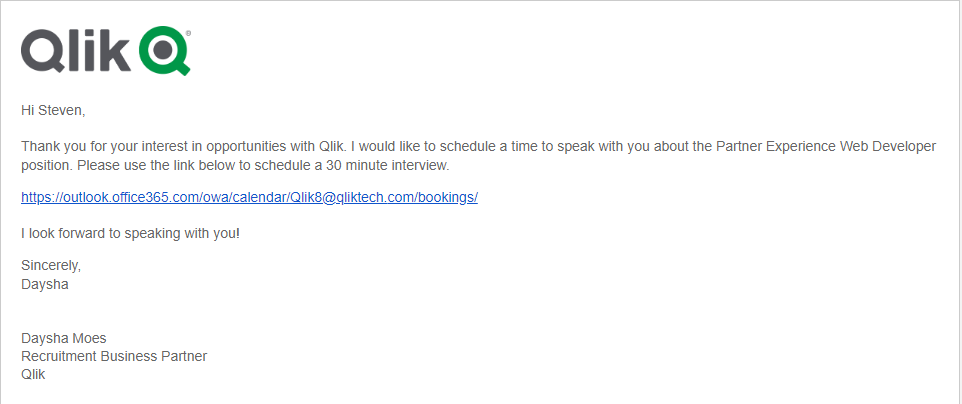 Qlik
Hi Steven,
Thank you for your interest in opportunities with Qlik. I would like to schedule a time to speak with you about the Partner Experience Web Developer
position. Please use the link below to schedule a 30 minute interview.
https://outlook.office365.com/owa/calendar/Qlik8@qliktech.com/bookings/
I look forward to speaking with you!
Sincerely,
Daysha
Daysha Moes
Recruitment Business Partner
Qlik